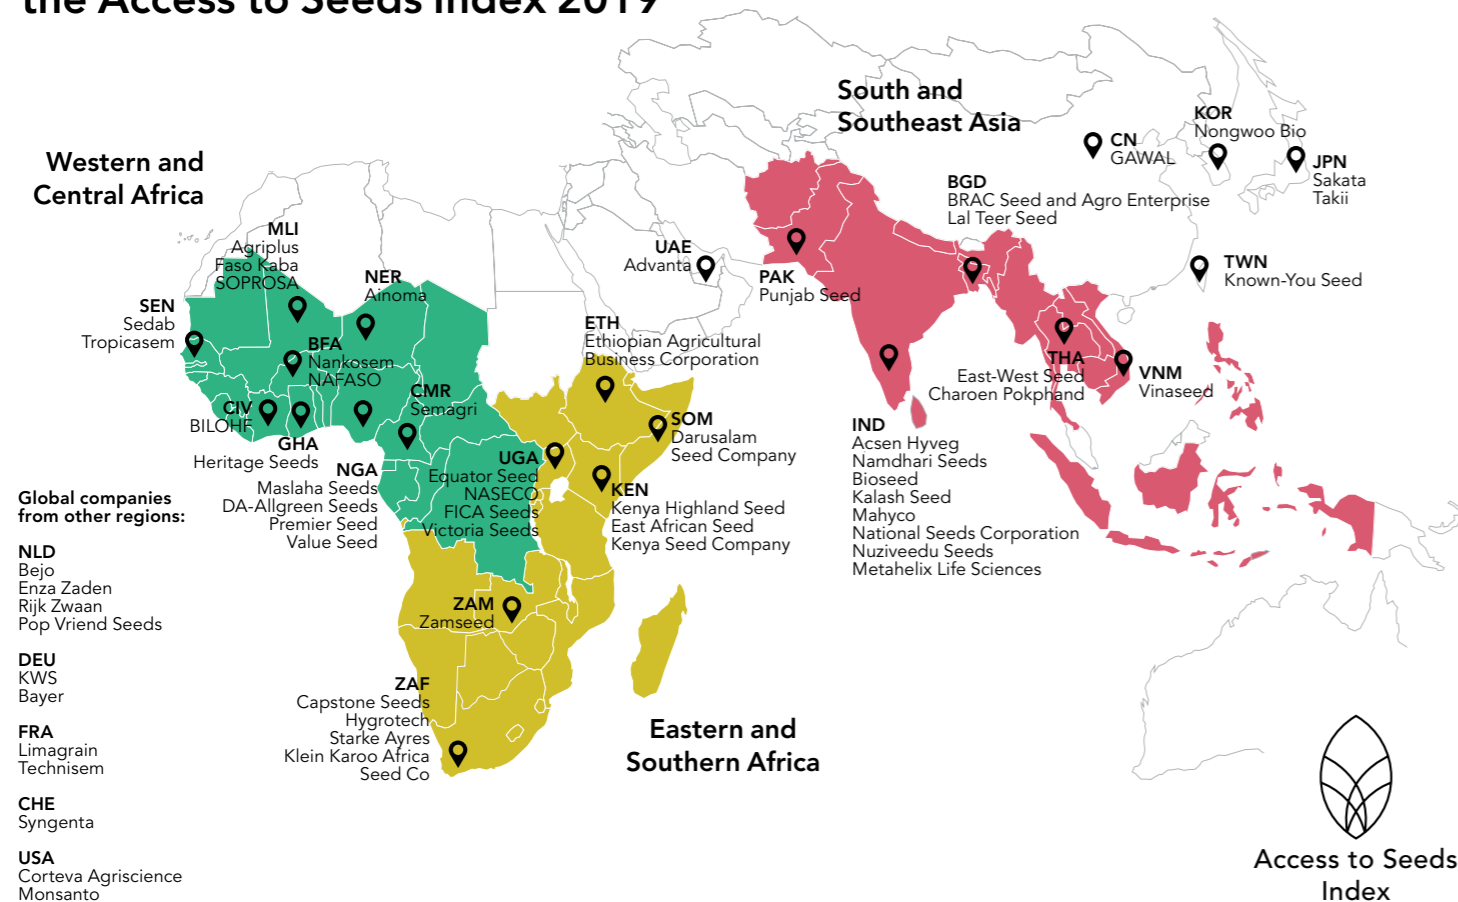 the Access to Seeds Index 2019
Western and
Central Africa
MLI
Agriplus
Faso Kaba
SOPROSA
NER
Ainoma
SEN
Sedab
Tropicasem
BFA
Nankosem
NAFASO
CMR
Semagri
CIV
BILOHF
GHA
Heritage Seeds
NGA
Maslaha Seeds
DA-Allgreen Seeds
Premier Seed
Value Seed
Global companies
from other regions:
NLD
Bejo
Enza Zaden
Rijk Zwaan
Pop Vriend Seeds
DEU
KWS
Bayer
FRA
Limagrain
Technisem
CHE
Syngenta
USA
Corteva Agriscience
Monsanto
UAE
Advanta
ETH
Ethiopian Agricultural
Business Corporation
SOM
Darusalam
Seed Company
UGA
Equator Seed
NASECO
FICA Seeds
Victoria Seeds
KEN
Kenya Highland Seed
East African Seed
Kenya Seed Company
ZAM
Zamseed
ZAF
Capstone Seeds
Hygrotech
Starke Ayres
Klein Karoo Africa
Seed Co
Eastern and
Southern Africa
South and
Southeast Asia
PAK
Punjab Seed
BGD
BRAC Seed and Agro Enterprise
Lal Teer Seed
CN
GAWAL
KOR
Nongwoo Bio
JPN
Sakata
Takii
TWN
Known-You Seed
THA
East-West Seed
Charoen Pokphand
VNM
Vinaseed
IND
Acsen Hyveg
Namdhari Seeds
Bioseed
Kalash Seed
Mahyco
National Seeds Corporation
Nuziveedu Seeds
Metahelix Life Sciences
Access to Seeds
Index